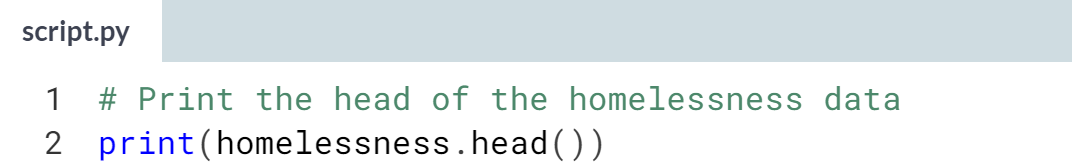 script.py
1 # Print the head of the homelessness data
2 print(homelessness.head())